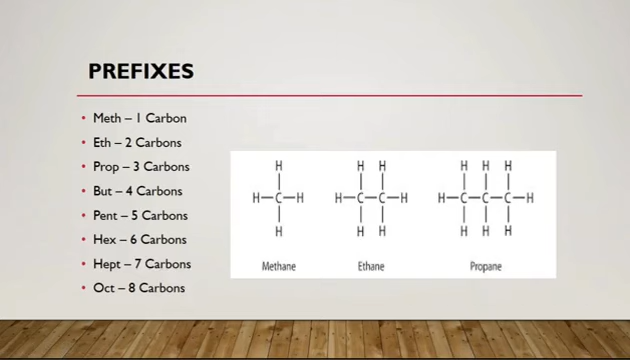 PREFIXES
• Meth – 1 Carbon
• Eth – 2 Carbons
• Prop – 3 Carbons
• But – 4 Carbons
• Pent – 5 Carbons
• Hex – 6 Carbons
• Hept – 7 Carbons
• Oct – 8 Carbons
H H H H H H
H–C–H H–C–C–H H–C–C–C–H
H H H H H H
Methane Ethane Propane